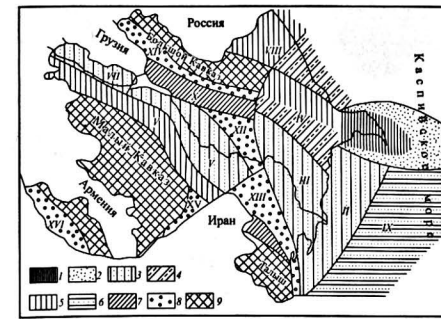 Россия
Грузия
Большой Кавказ
XIV
VIII
VII
X
IV
Каспийское море
Малый Кавказ
V
XII
V
III
II
IX
Армения
XV
Иран
XIII
XVI
Талыш
1
2
3
4
5
6
7
8
9